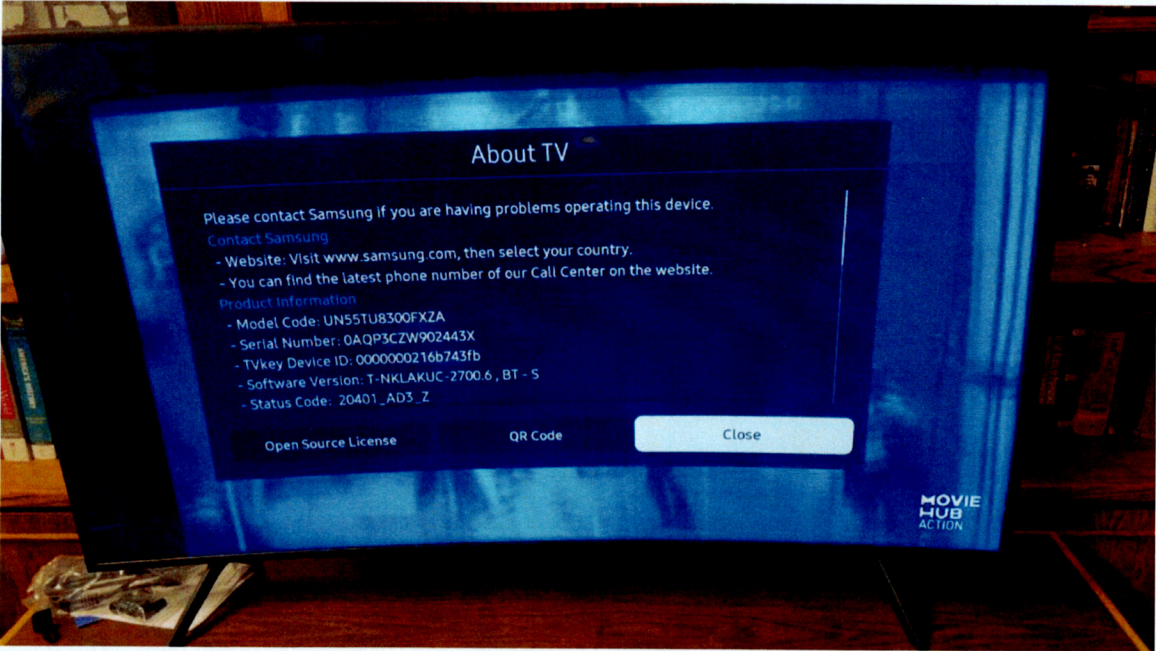 About TV
Please contact Samsung if you are having problems operating this device.
Contact Samsung
- Website: Visit www.samsung.com, then select your country.
- You can find the latest phone number of our Call Center on the website.
Product Information
- Model Code: UN55TU8300FXZA
- Serial Number: 0AQP3CZW902443X
- TVkey Device ID: 0000000216b743fb
- Software Version: T-NKLAKUC-2700.6 , BT - S
- Status Code: 20401_AD3_Z
Open Source License
QR Code
Close
MOVIE
HUB
ACTION